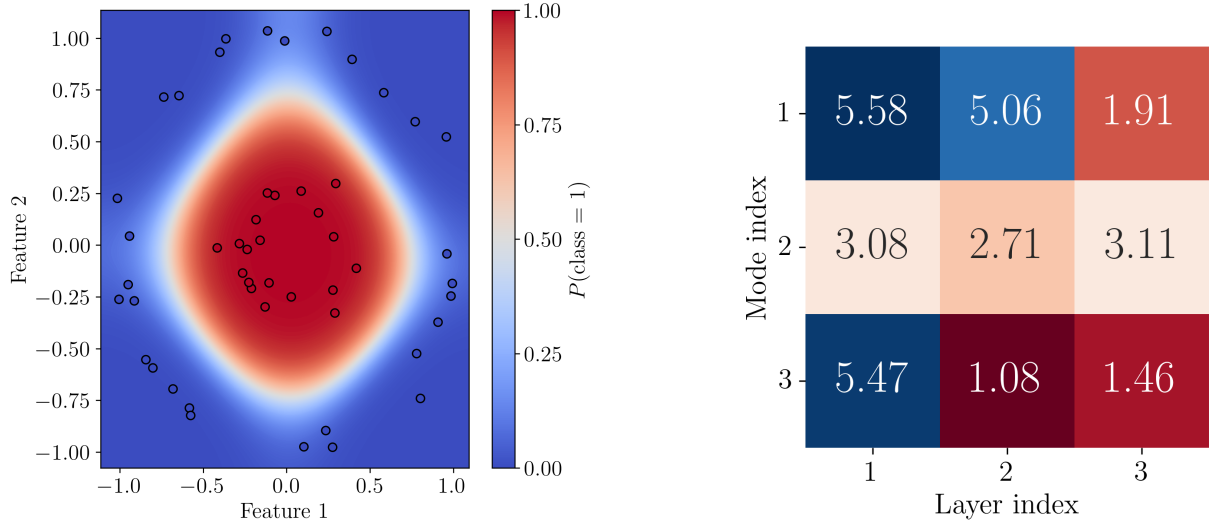 1.00
0.75
0.50
0.25
0.00
−0.25
−0.50
−0.75
−1.00
Feature 2
−1.0
−0.5
0.0
0.5
1.0
Feature 1
1.00
0.75
0.50
0.25
0.00
P(class = 1)
Mode index
1
5.58 5.06 1.91
2
3.08 2.71 3.11
3
5.47 1.08 1.46
1 2 3
Layer index